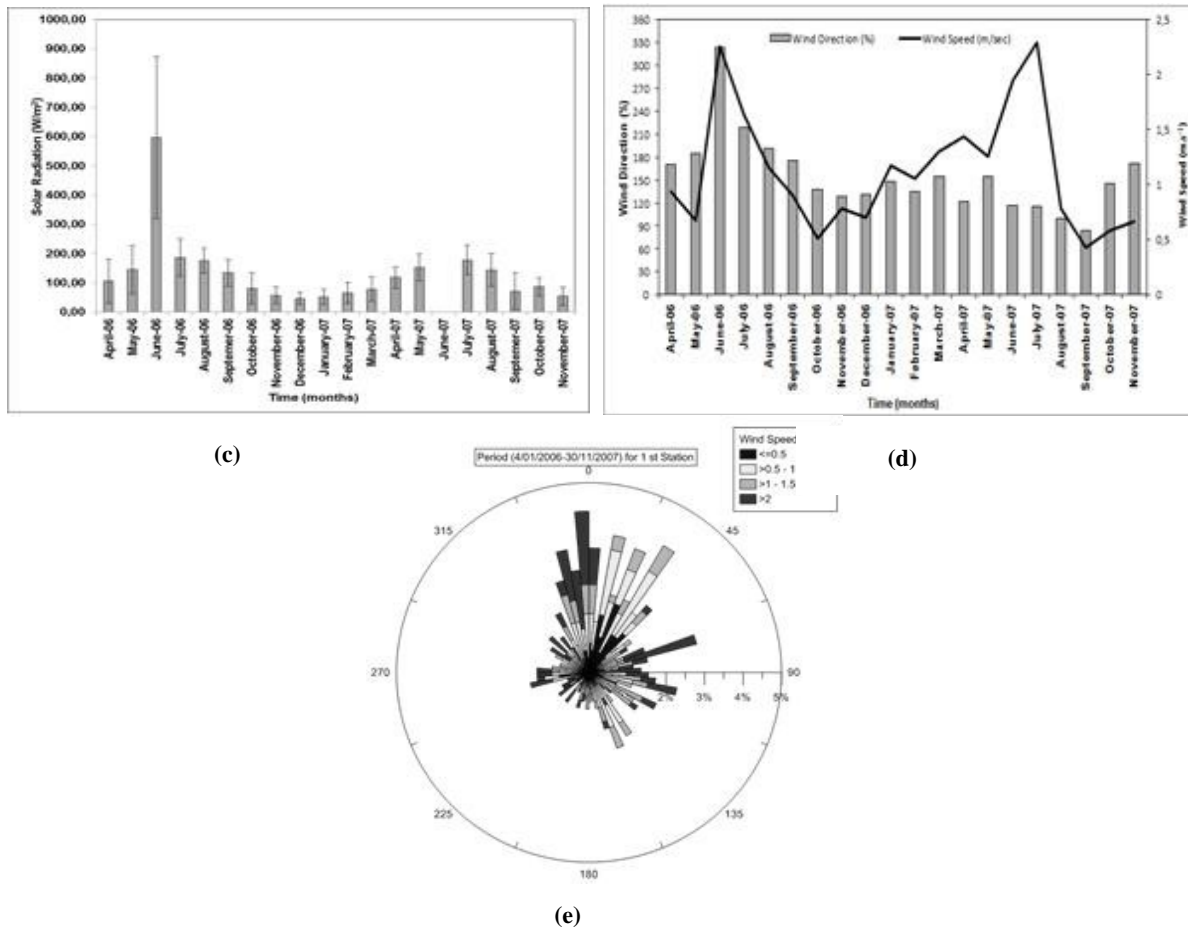 1000,00
900,00
800,00
700,00
600,00
500,00
400,00
300,00
200,00
100,00
0,00
Solar Radiation (W/m²)
April-06
May-06
June-06
July-06
August-06
Septemer-06
October-06
November-06
December-06
January-07
February-07
March-07
April-07
May-07
June-07
July-07
August-07
Septemer-07
October-07
November-07
Time (months)
(c)
360
330
300
270
240
210
180
150
120
90
60
30
0
Wind Direction (%)
Wind Direction (%)
Wind Speed (m/sec)
2,5
2
1,5
1
0,5
0
Wind Speed (m.s⁻¹)
April-06
May-06
June-06
July-06
August-06
September-06
October-06
November-06
December-06
January-07
February-07
March-07
April-07
May-07
June-07
July-07
August-07
September-07
October-07
November-07
Time (months)
(d)
Period (4/01/2006-30/11/2007) for 1 st Station
Wind Speed
<=0.5
>0.5 - 1
>1 - 1.5
>2
0
45
90
135
180
225
270
315
2%
3%
4%
5%
(e)